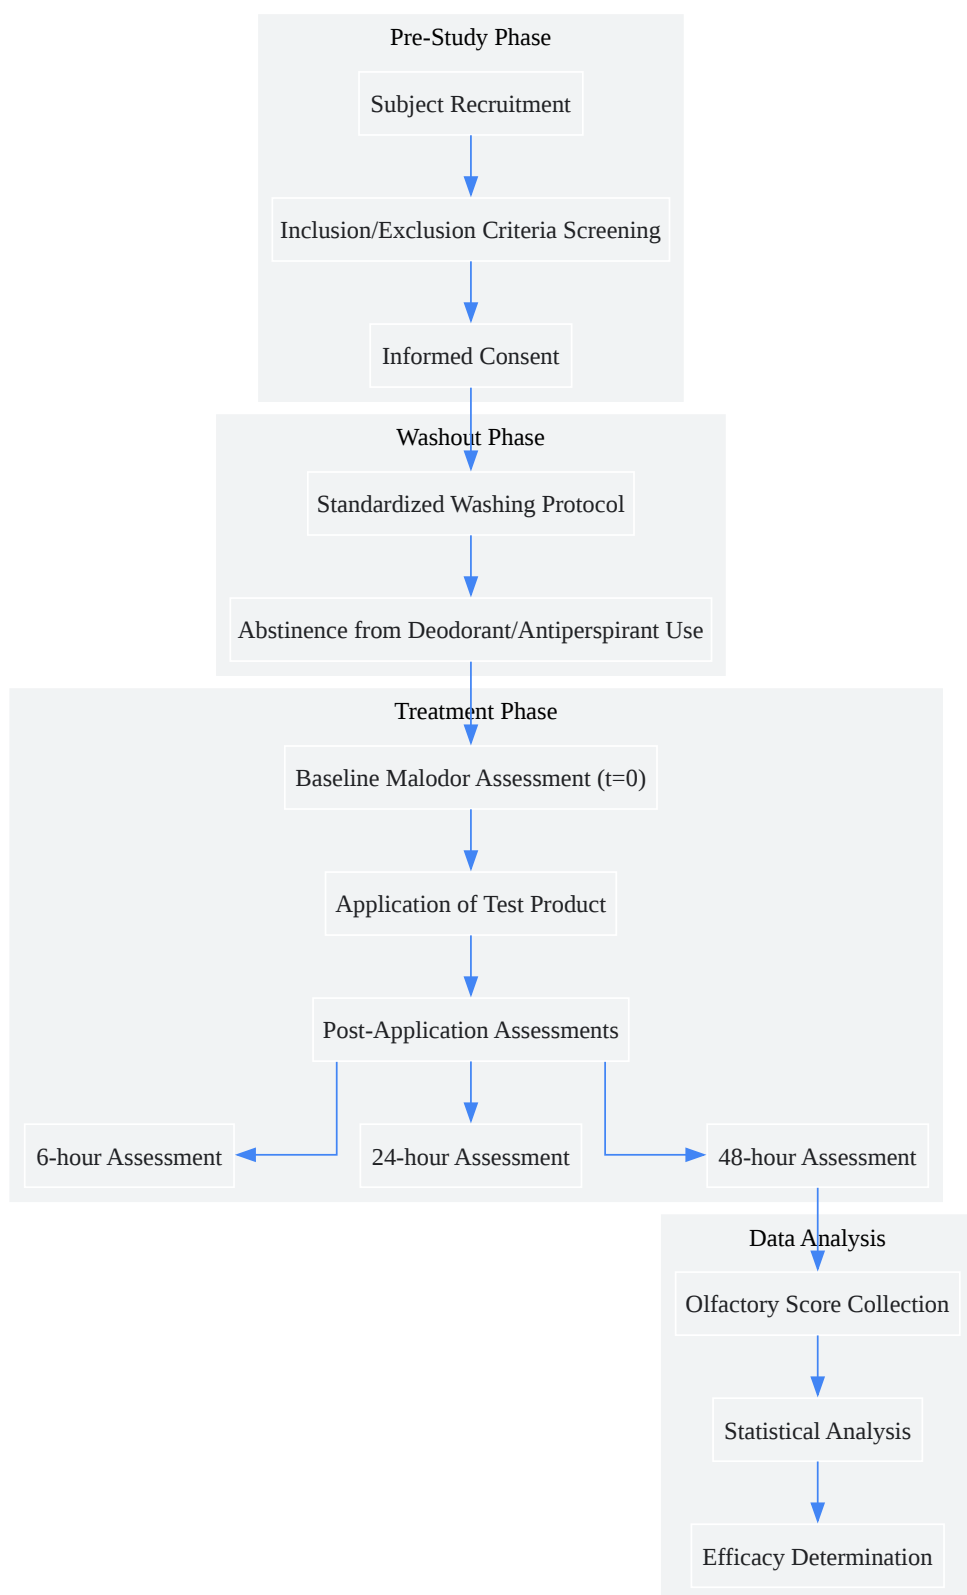 Pre-Study Phase
Subject Recruitment
Inclusion/Exclusion Criteria Screening
Informed Consent
Washout Phase
Standardized Washing Protocol
Abstinence from Deodorant/Antiperspirant Use
Treatment Phase
Baseline Malodor Assessment (t=0)
Application of Test Product
Post-Application Assessments
6-hour Assessment
24-hour Assessment
48-hour Assessment
Data Analysis
Olfactory Score Collection
Statistical Analysis
Efficacy Determination